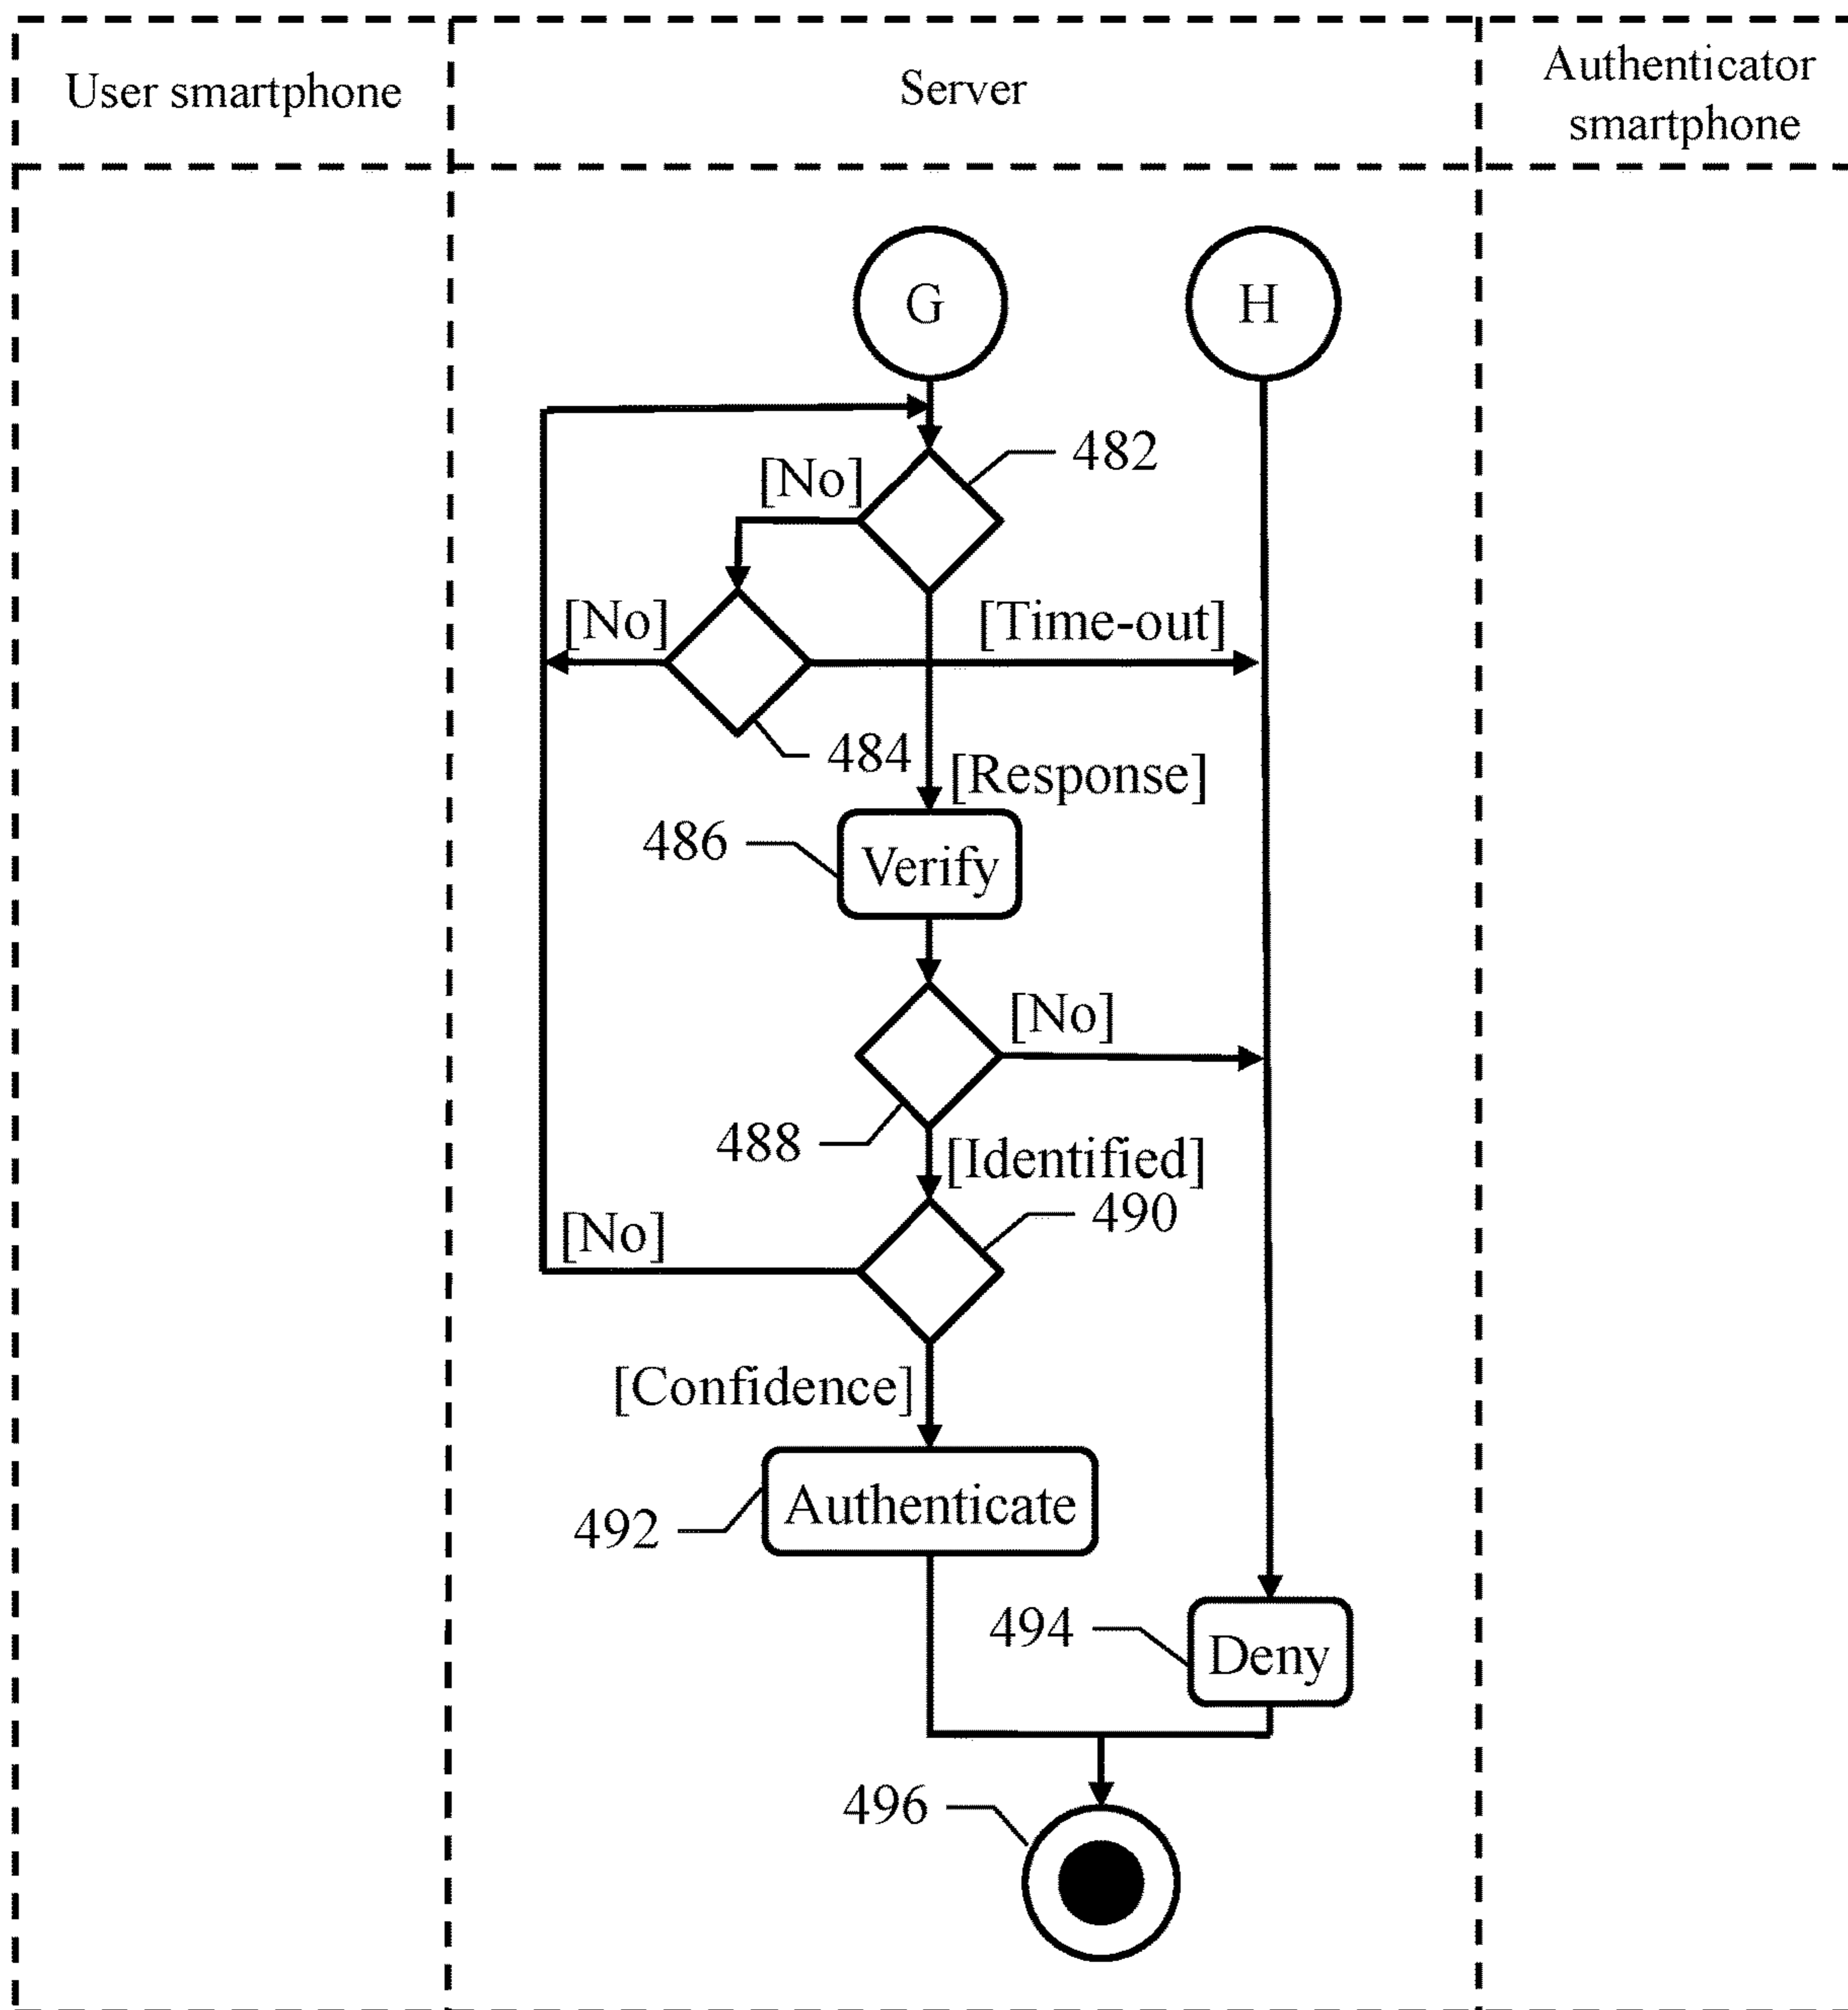 User smartphone
Server
Authenticator
smartphone
G
H
482
[No]
[No]
[Time-out]
484
[Response]
486
Verify
[No]
488
[Identified]
490
[No]
[Confidence]
Authenticate
492
494
Deny
496